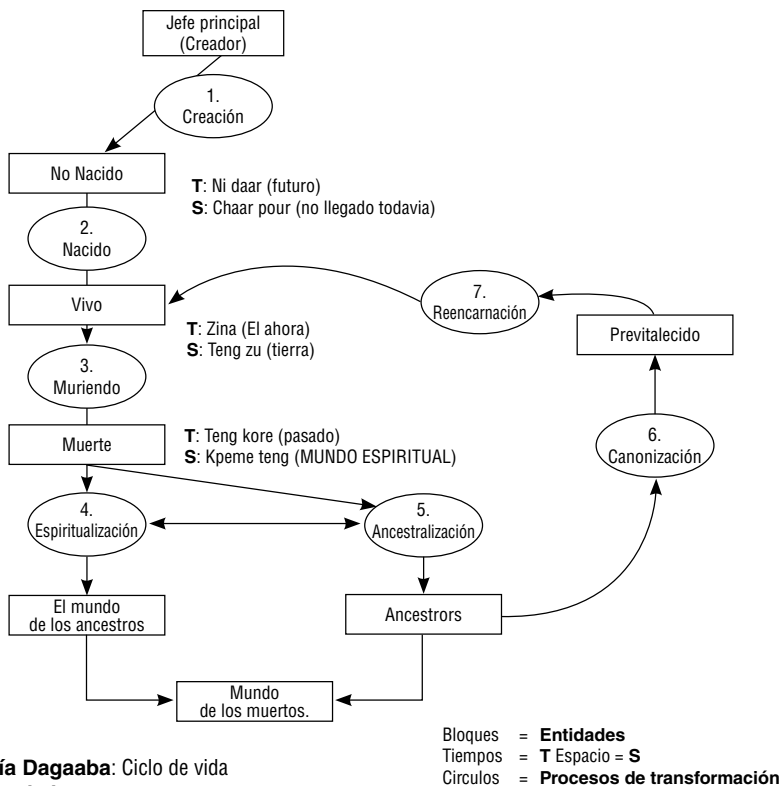 Jefe principal
(Creador)
1.
Creación
No Nacido
T: Ni daar (futuro)
S: Chaar pour (no llegado todavia)
2.
Nacido
Vivo
7.
Reencarnación
Previtalecido
T: Zina (El ahora)
S: Teng zu (tierra)
3.
Muriendo
Muerte
T: Teng kore (pasado)
S: Kpeme teng (MUNDO ESPIRITUAL)
6.
Canonización
4.
Espiritualización
5.
Ancestralización
El mundo
de los ancestros
Ancestrors
Mundo
de los muertos.
Bloques = Entidades
Tiempos = T Espacio = S
Circulos = Procesos de transformación
ía Dagaaba: Ciclo de vida